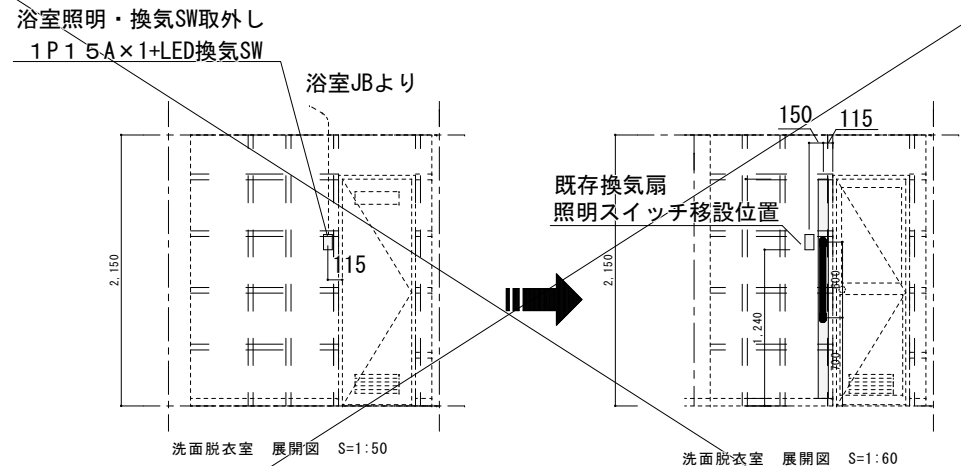 浴室照明・換気SW取外し
1P15A×1+LED換気SW
浴室JBより
115
2,150
洗面脱衣室 展開図 S=1:50
150
115
既存換気扇
照明スイッチ移設位置
2,150
1,240
600
700
洗面脱衣室 展開図 S=1:60